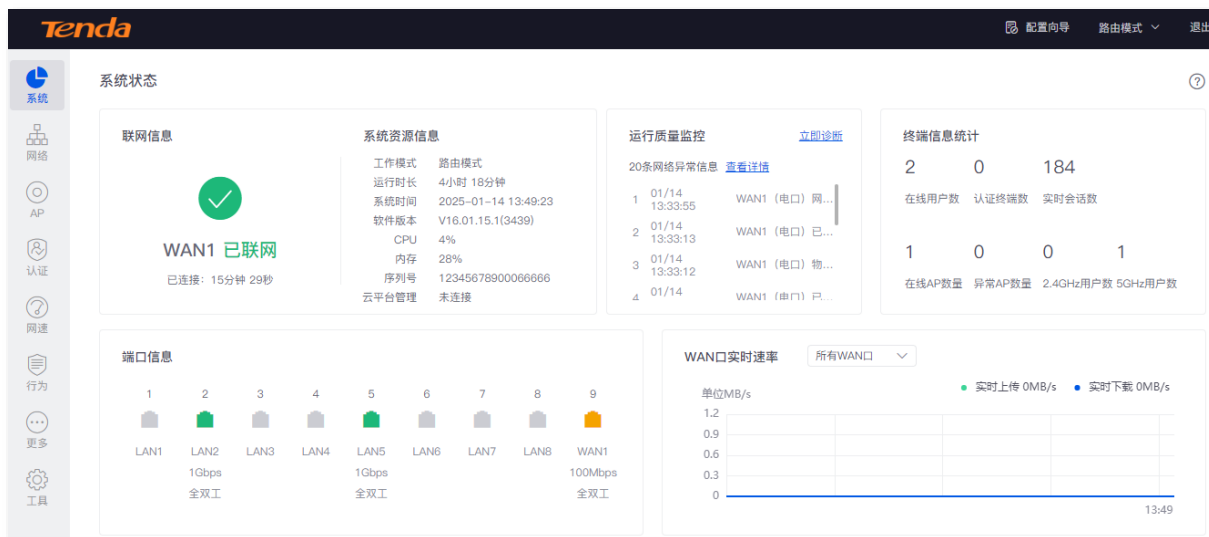 Tenda
配置向导 路由模式 退出
系统
网络
AP
认证
网速
行为
更多
工具
系统状态
联网信息
WAN1 已联网
已连接：15分钟 29秒
系统资源信息
工作模式 路由模式
运行时长 4小时 18分钟
系统时间 2025-01-14 13:49:23
软件版本 V16.01.15.1(3439)
CPU 4%
内存 28%
序列号 12345678900066666
云平台管理 未连接
运行质量监控 立即诊断
20条网络异常信息 查看详情
1 01/14 13:33:55 WAN1（电口）网...
2 01/14 13:33:13 WAN1（电口）已...
3 01/14 13:33:12 WAN1（电口）物...
4 01/14 WAN1（电口）已...
终端信息统计
2 0 184
在线用户数 认证终端数 实时会话数
1 0 0 1
在线AP数量 异常AP数量 2.4GHz用户数 5GHz用户数
端口信息
1 2 3 4 5 6 7 8 9
LAN1 LAN2 LAN3 LAN4 LAN5 LAN6 LAN7 LAN8 WAN1
1Gbps 1Gbps 100Mbps
全双工 全双工 全双工
WAN口实时速率 所有WAN口
单位MB/s 实时上传 0MB/s 实时下载 0MB/s
1.2
0.9
0.6
0.3
0
13:49